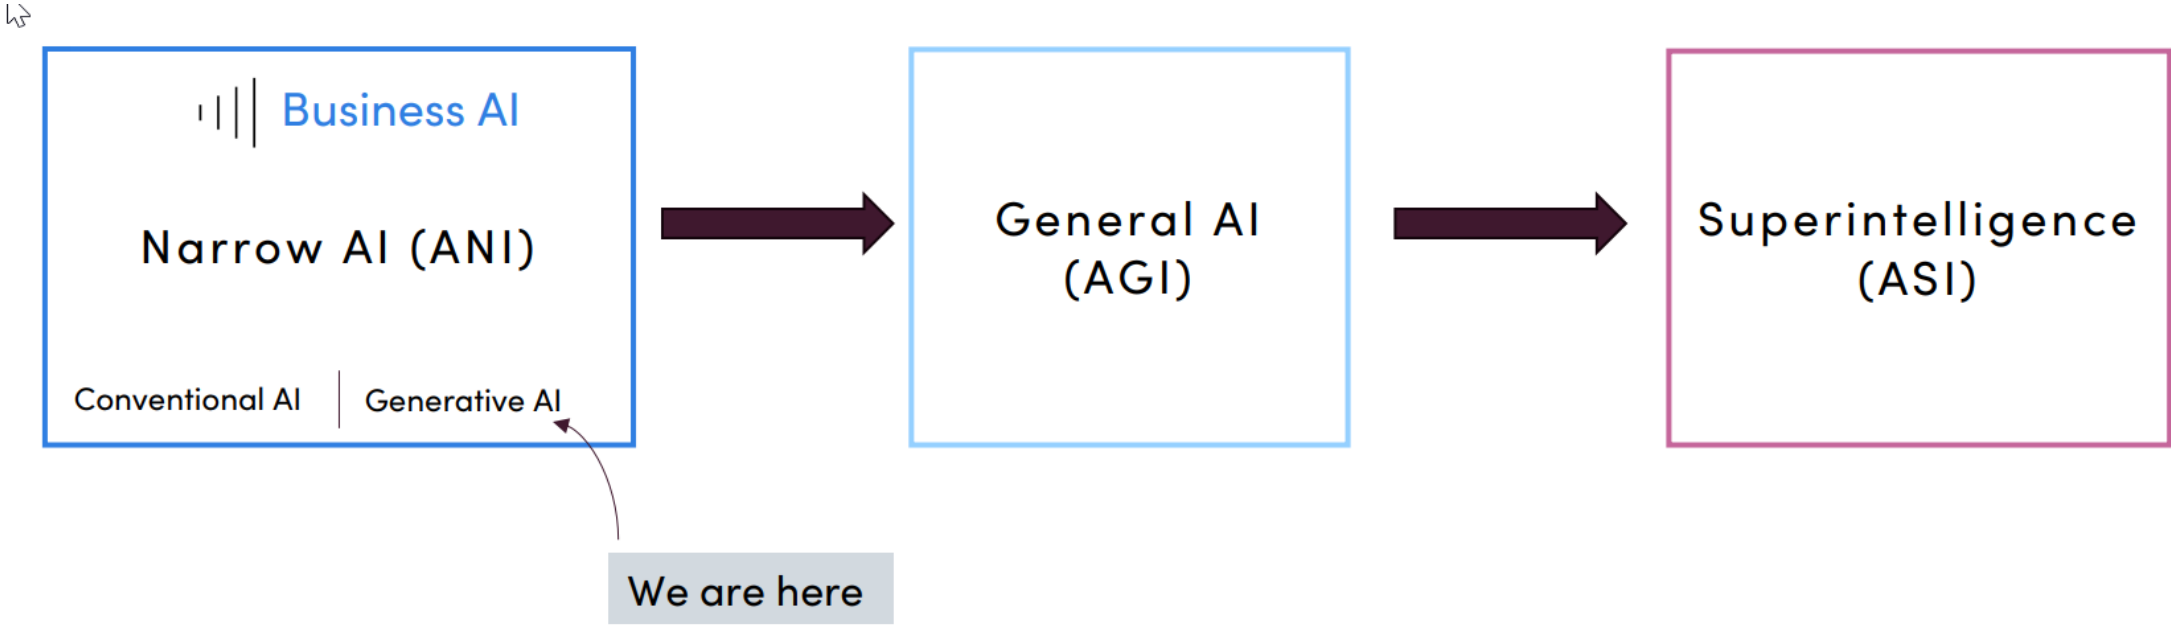 Business AI
Narrow AI (ANI)
Conventional AI
Generative AI
General AI
(AGI)
Superintelligence
(ASI)
We are here